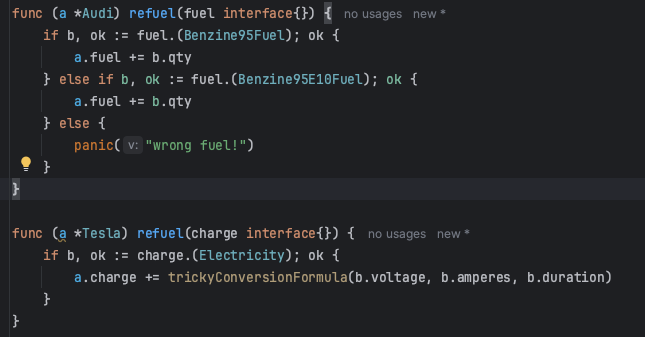 func (a *Audi) refuel(fuel interface{}) { no usages new *
    if b, ok := fuel.(Benzine95Fuel); ok {
        a.fuel += b.qty
    } else if b, ok := fuel.(Benzine95E10Fuel); ok {
        a.fuel += b.qty
    } else {
        panic( v: "wrong fuel!")
    }
}
func (a *Tesla) refuel(charge interface{}) { no usages new *
    if b, ok := charge.(Electricity); ok {
        a.charge += trickyConversionFormula(b.voltage, b.amperes, b.duration)
    }
}